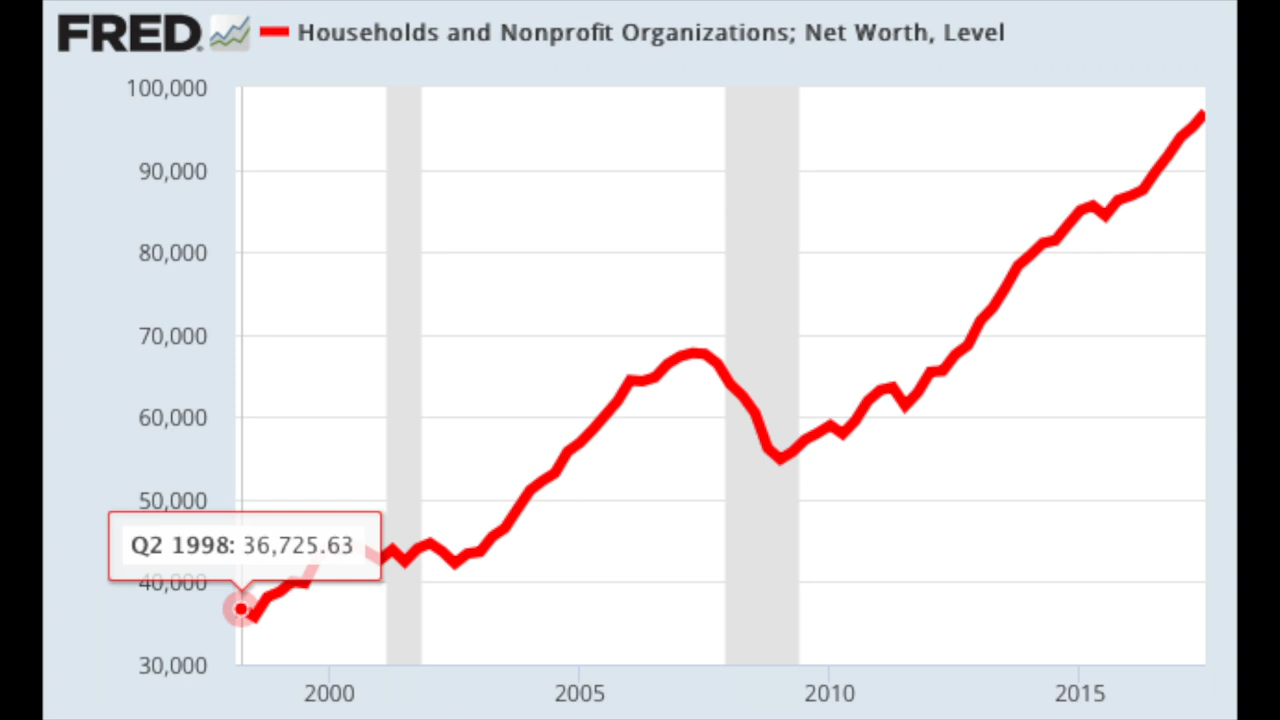 FRED® Households and Nonprofit Organizations; Net Worth, Level
100,000
90,000
80,000
70,000
60,000
50,000
Q2 1998: 36,725.63
40,000
30,000
2000 2005 2010 2015